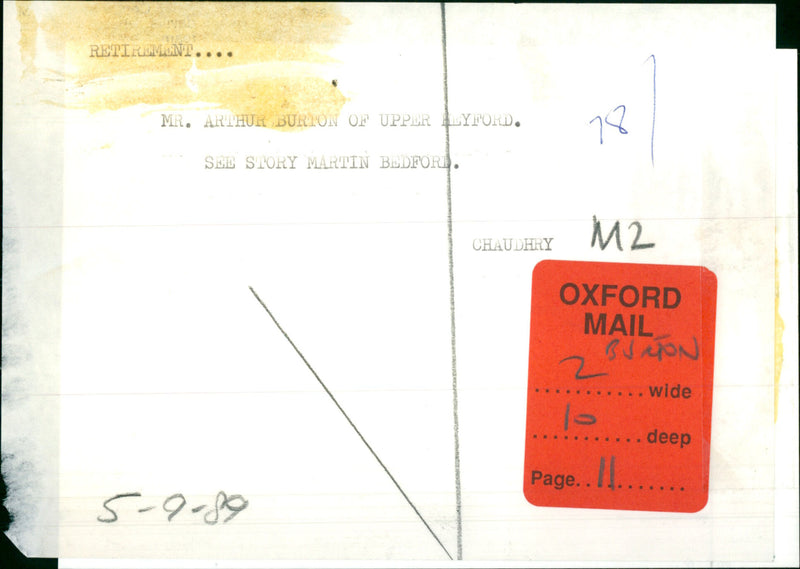 RETIREMENT....
MR. ARTHUR BURTON OF UPPER HEYFORD.
78
SEE STORY MARTIN BEDFORD.
CHAUDHRY M2
OXFORD
MAIL
BURTON
2 ...........wide
10 ...........deep
Page..11.........
5-9-89